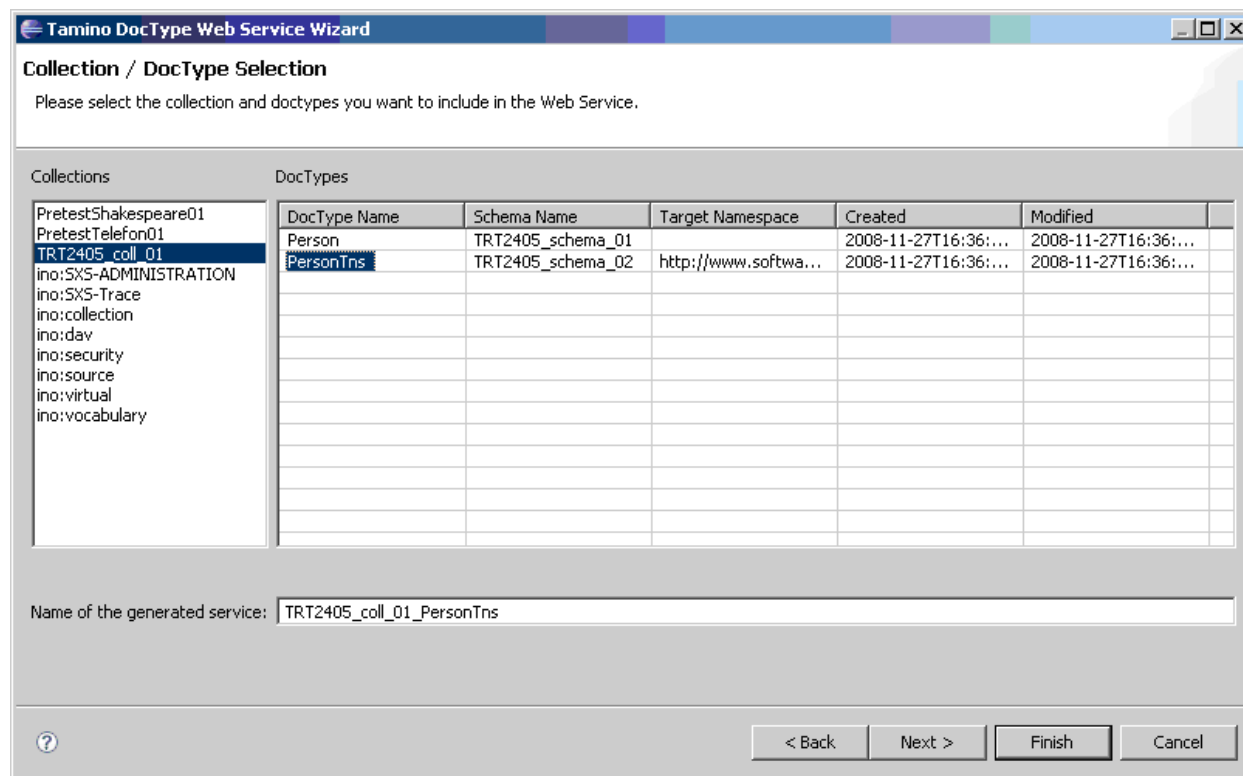 Tamino DocType Web Service Wizard
Collection / DocType Selection
Please select the collection and doctypes you want to include in the Web Service.
Collections
DocTypes
PretestShakespeare01
PretestTelefon01
TRT2405_coll_01
ino:SXS-ADMINISTRATION
ino:SXS-Trace
ino:collection
ino:dav
ino:security
ino:source
ino:virtual
ino:vocabulary
DocType Name Schema Name Target Namespace Created Modified
Person TRT2405_schema_01 2008-11-27T16:36:... 2008-11-27T16:36:...
PersonTns TRT2405_schema_02 http://www.softwa... 2008-11-27T16:36:... 2008-11-27T16:36:...
Name of the generated service: TRT2405_coll_01_PersonTns
? < Back Next > Finish Cancel